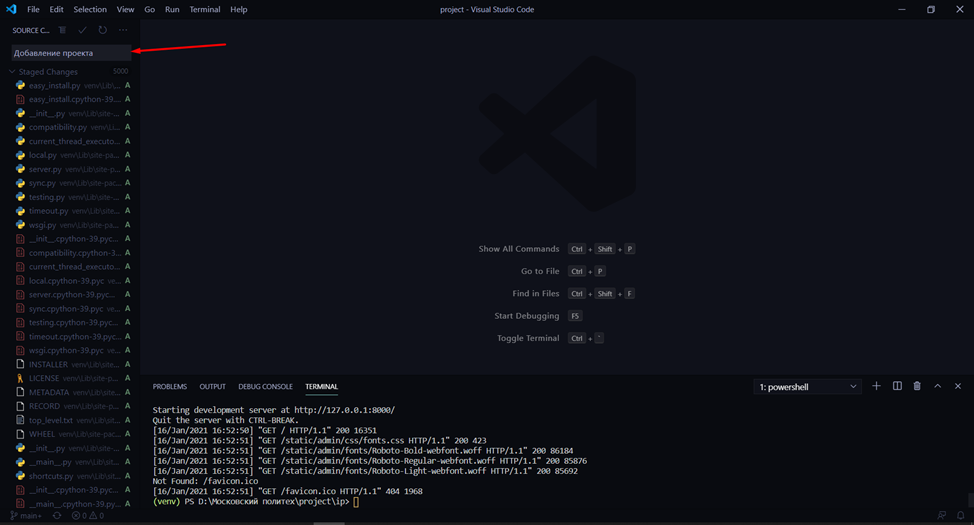 File Edit Selection View Go Run Terminal Help
project - Visual Studio Code
SOURCE C...
Добавление проекта
Staged Changes 5000
easy_install.py venv\Lib\... A
easy_install.cpython-39.... A
__init__.py venv\Lib\site-... A
compatibility.py venv\Li... A
current_thread_executo... A
local.py venv\Lib\site-pa... A
server.py venv\Lib\site-p... A
sync.py venv\Lib\site-pac... A
testing.py venv\Lib\site-... A
timeout.py venv\Lib\site... A
wsgi.py venv\Lib\site-pa... A
__init__.cpython-39.pyc... A
compatibility.cpython-3... A
current_thread_executo... A
local.cpython-39.pyc ve... A
server.cpython-39.pyc... A
sync.cpython-39.pyc ve... A
testing.cpython-39.pyc... A
timeout.cpython-39.pyc... A
wsgi.cpython-39.pyc ve... A
INSTALLER venv\Lib\site... A
LICENSE venv\Lib\site-p... A
METADATA venv\Lib\site... A
RECORD venv\Lib\site-p... A
top_level.txt venv\Lib\si... A
WHEEL venv\Lib\site-pac... A
__init__.py venv\Lib\site... A
__main__.py venv\Lib\sit... A
shortcuts.py venv\Lib\sit... A
__init__.cpython-39.pyc... A
__main__.cpython-39.py... A
main+ 0 0
Show All Commands Ctrl + Shift + P
Go to File Ctrl + P
Find in Files Ctrl + Shift + F
Start Debugging F5
Toggle Terminal Ctrl + `
PROBLEMS OUTPUT DEBUG CONSOLE TERMINAL 1: powershell
Starting development server at http://127.0.0.1:8000/
Quit the server with CTRL-BREAK.
[16/Jan/2021 16:52:50] "GET / HTTP/1.1" 200 16351
[16/Jan/2021 16:52:51] "GET /static/admin/css/fonts.css HTTP/1.1" 200 423
[16/Jan/2021 16:52:51] "GET /static/admin/fonts/Roboto-Bold-webfont.woff HTTP/1.1" 200 86184
[16/Jan/2021 16:52:51] "GET /static/admin/fonts/Roboto-Regular-webfont.woff HTTP/1.1" 200 85876
[16/Jan/2021 16:52:51] "GET /static/admin/fonts/Roboto-Light-webfont.woff HTTP/1.1" 200 85692
Not Found: /favicon.ico
[16/Jan/2021 16:52:51] "GET /favicon.ico HTTP/1.1" 404 1968
(venv) PS D:\Московский политех\project\ip>